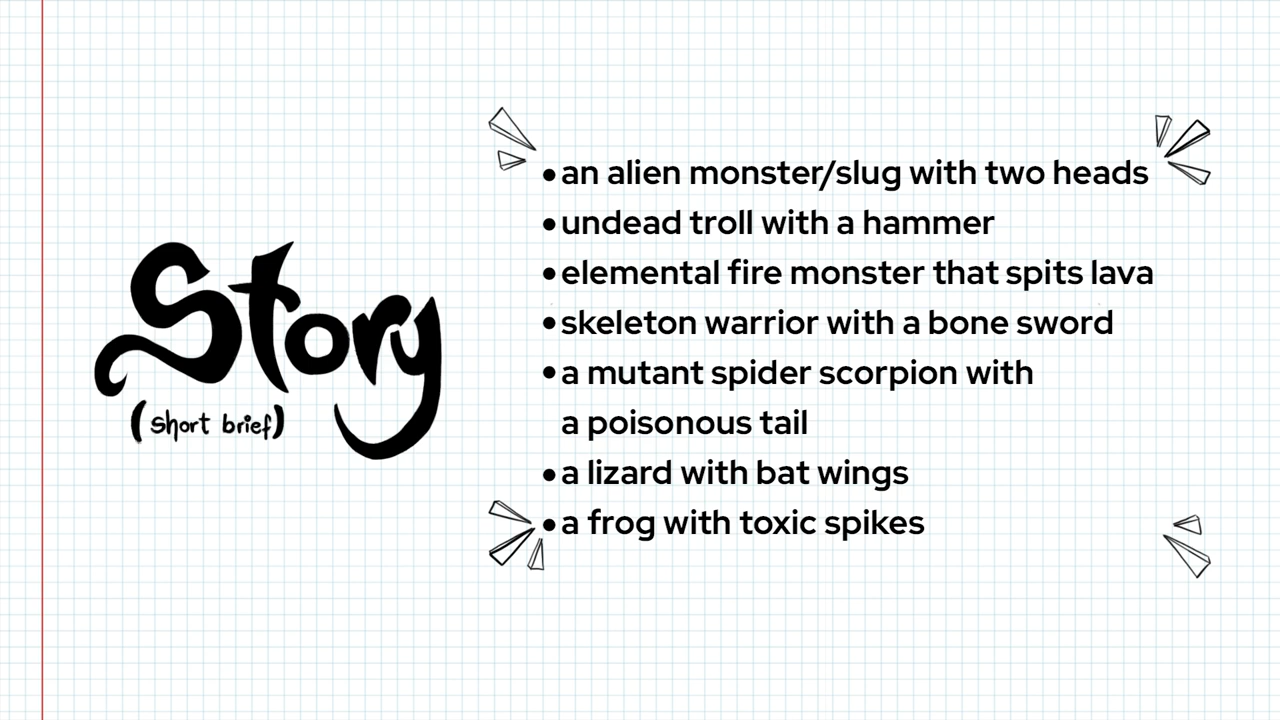 Story
(short brief)
•an alien monster/slug with two heads
•undead troll with a hammer
•elemental fire monster that spits lava
•skeleton warrior with a bone sword
•a mutant spider scorpion with
a poisonous tail
•a lizard with bat wings
•a frog with toxic spikes